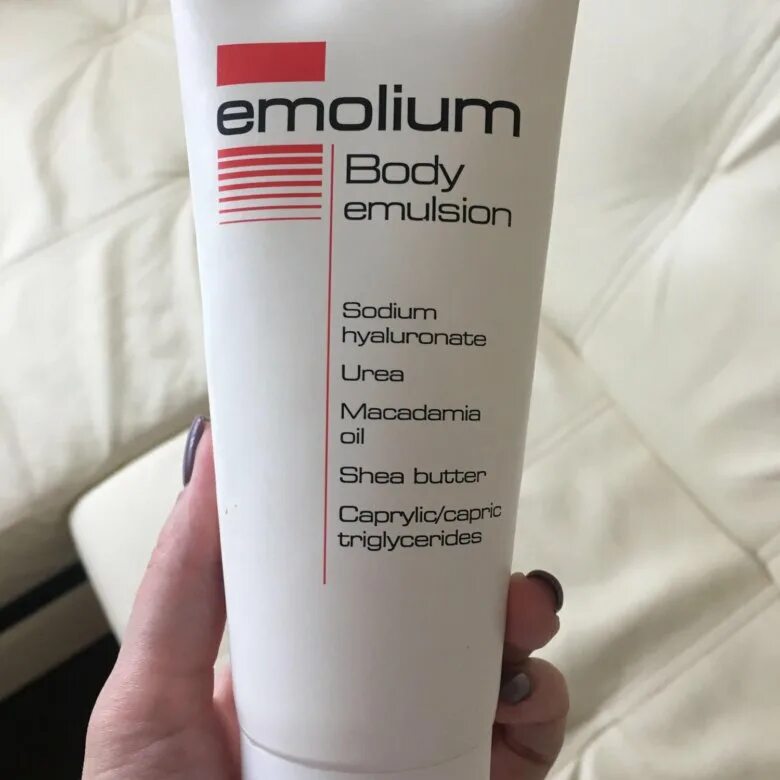 emolium
Body
emulsion
Sodium
hyaluronate
Urea
Macadamia
oil
Shea butter
Caprylic/capric
triglycerides